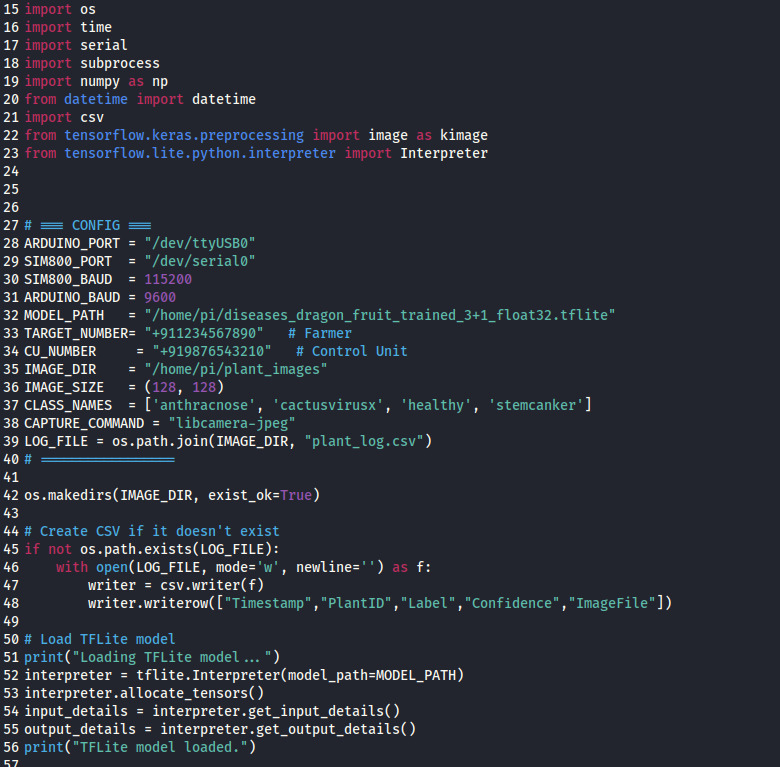 15 import os
16 import time
17 import serial
18 import subprocess
19 import numpy as np
20 from datetime import datetime
21 import csv
22 from tensorflow.keras.preprocessing import image as kimage
23 from tensorflow.lite.python.interpreter import Interpreter
24
25
26
27 # === CONFIG ===
28 ARDUINO_PORT = "/dev/ttyUSB0"
29 SIM800_PORT  = "/dev/serial0"
30 SIM800_BAUD  = 115200
31 ARDUINO_BAUD = 9600
32 MODEL_PATH   = "/home/pi/diseases_dragon_fruit_trained_3+1_float32.tflite"
33 TARGET_NUMBER= "+911234567890"   # Farmer
34 CU_NUMBER     = "+919876543210"   # Control Unit
35 IMAGE_DIR    = "/home/pi/plant_images"
36 IMAGE_SIZE   = (128, 128)
37 CLASS_NAMES  = ['anthracnose', 'cactusvirusx', 'healthy', 'stemcanker']
38 CAPTURE_COMMAND = "libcamera-jpeg"
39 LOG_FILE = os.path.join(IMAGE_DIR, "plant_log.csv")
40 # =================
41
42 os.makedirs(IMAGE_DIR, exist_ok=True)
43
44 # Create CSV if it doesn't exist
45 if not os.path.exists(LOG_FILE):
46     with open(LOG_FILE, mode='w', newline='') as f:
47         writer = csv.writer(f)
48         writer.writerow(["Timestamp","PlantID","Label","Confidence","ImageFile"])
49
50 # Load TFLite model
51 print("Loading TFLite model...")
52 interpreter = tflite.Interpreter(model_path=MODEL_PATH)
53 interpreter.allocate_tensors()
54 input_details = interpreter.get_input_details()
55 output_details = interpreter.get_output_details()
56 print("TFLite model loaded.")
57